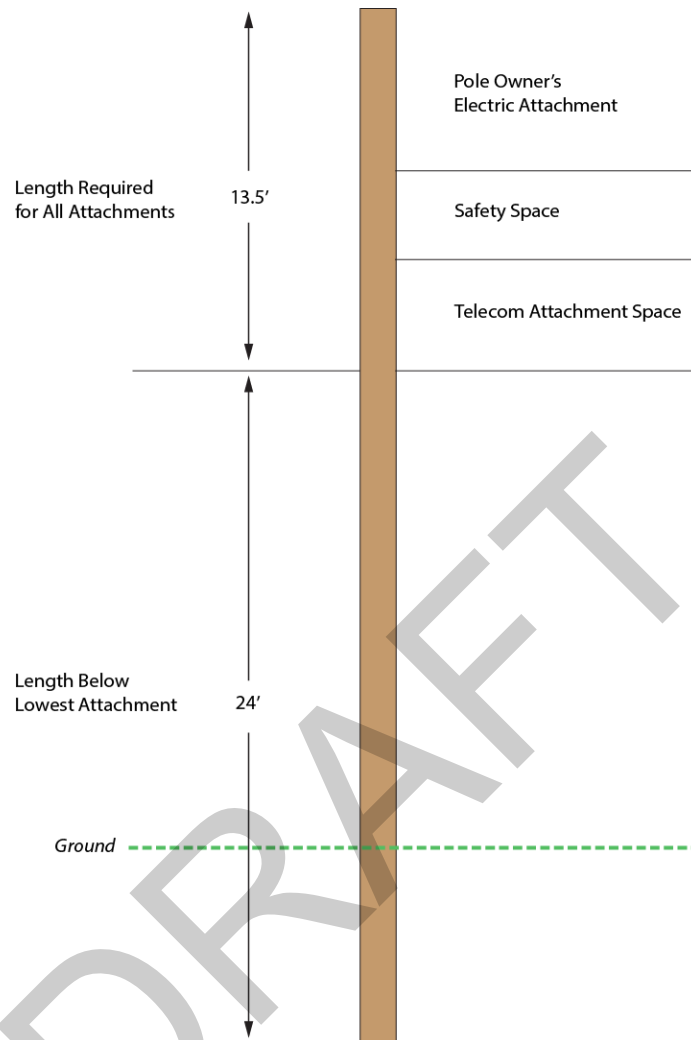 Pole Owner's
Electric Attachment
Length Required
for All Attachments
13.5'
Safety Space
Telecom Attachment Space
Length Below
Lowest Attachment
24'
Ground
DRAFT